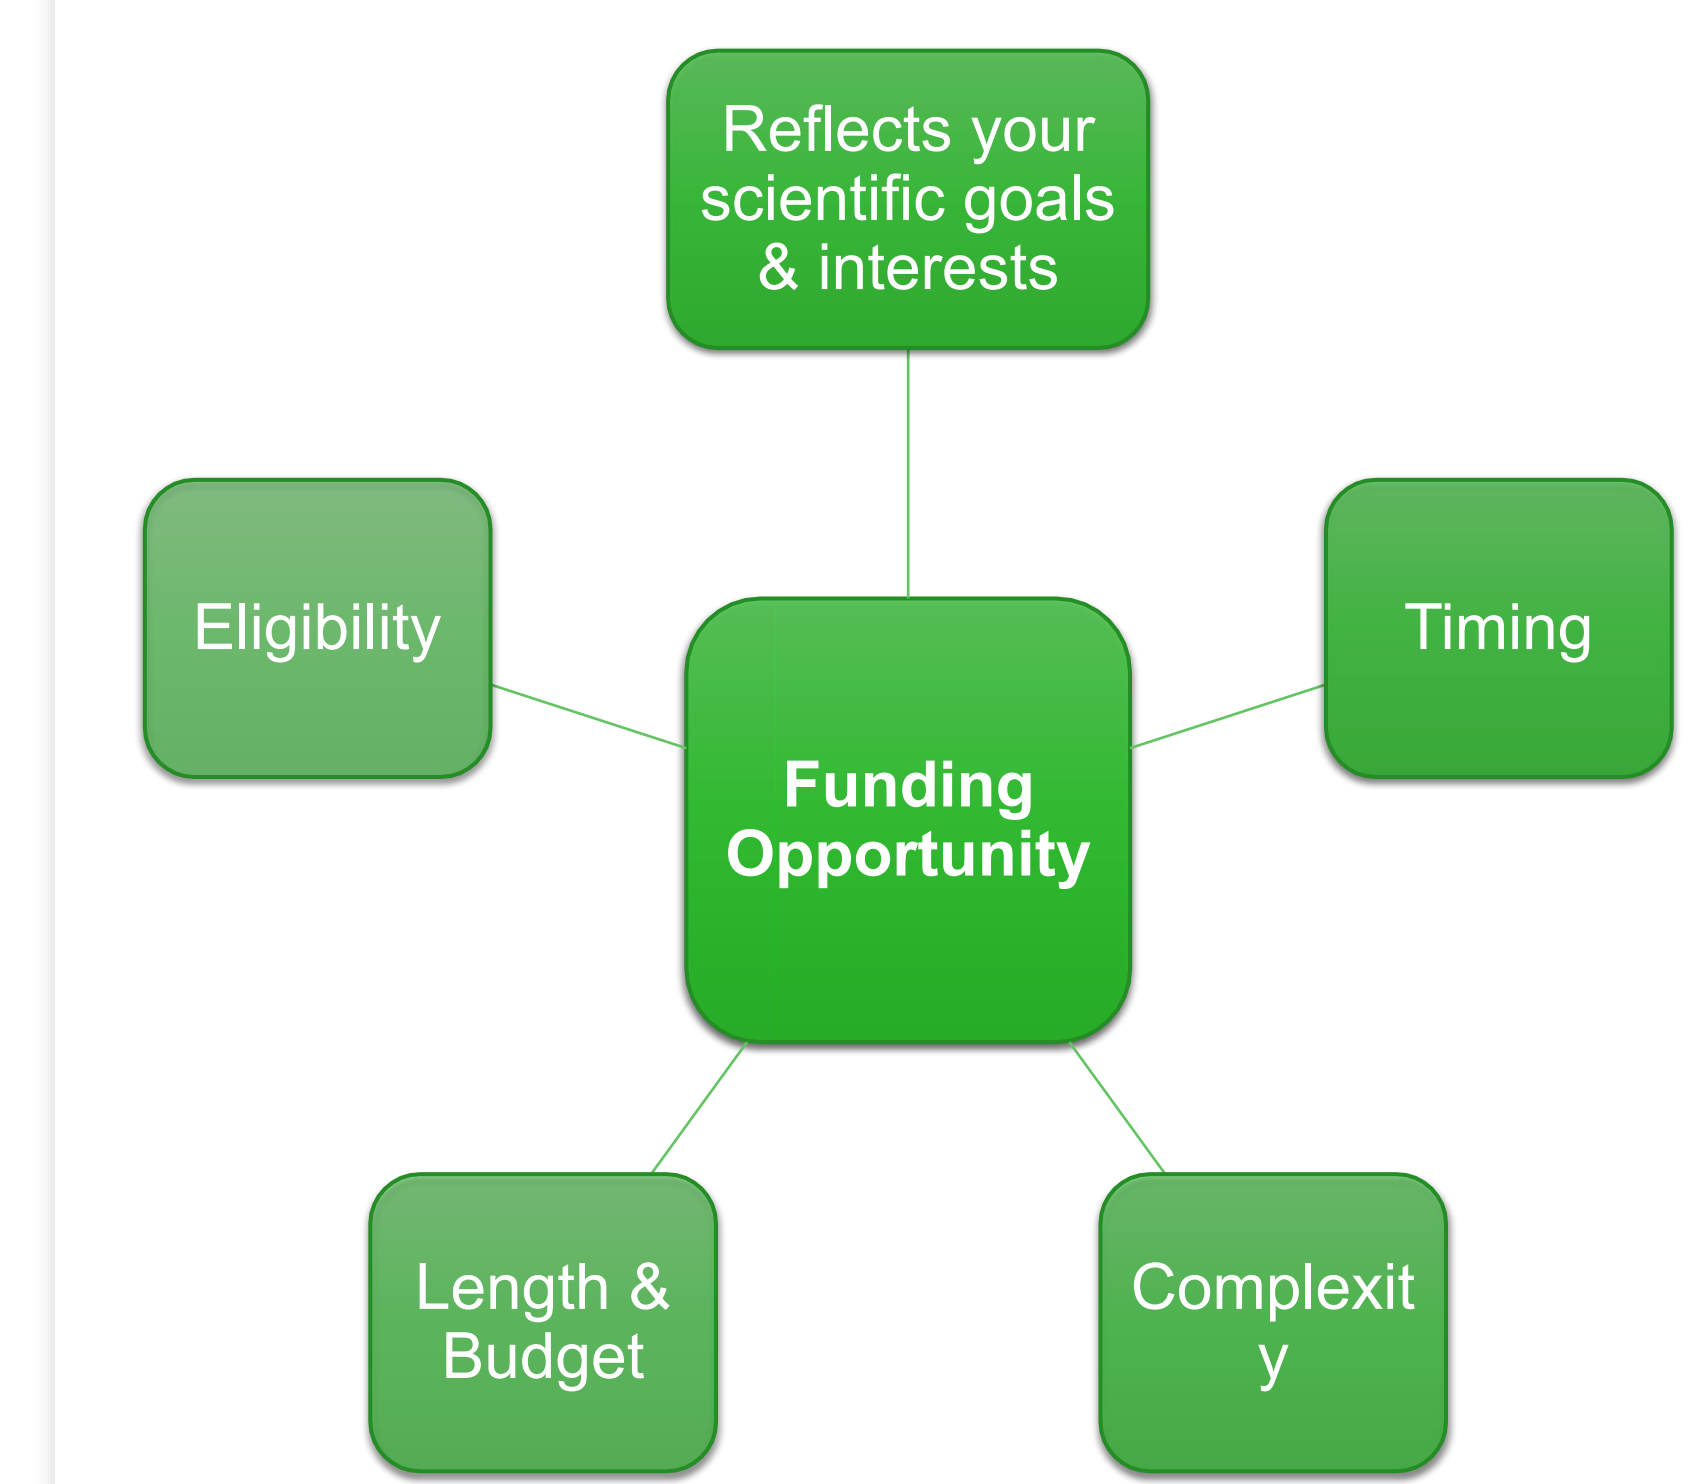 Reflects your
scientific goals
& interests
Eligibility
Timing
Funding
Opportunity
Length &
Budget
Complexit
y